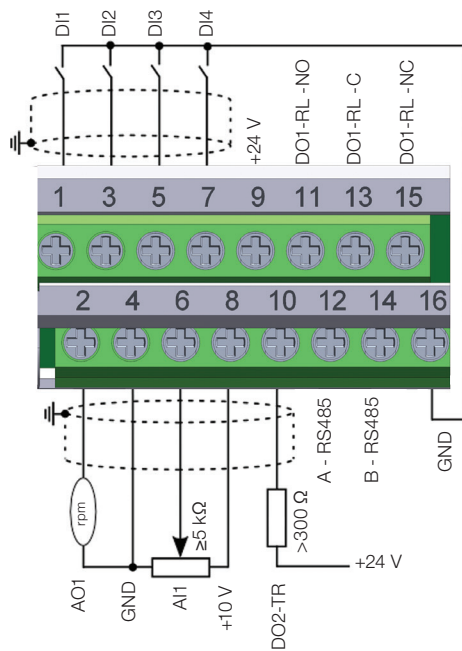 DI1
DI2
DI3
DI4
+24 V
DO1-RL -NO
DO1-RL -C
DO1-RL -NC
1 3 5 7 9 11 13 15
2 4 6 8 10 12 14 16
rpm
≥5 kΩ
>300 Ω
A - RS485
B - RS485
GND
+24 V
AO1
GND
AI1
+10 V
DO2-TR